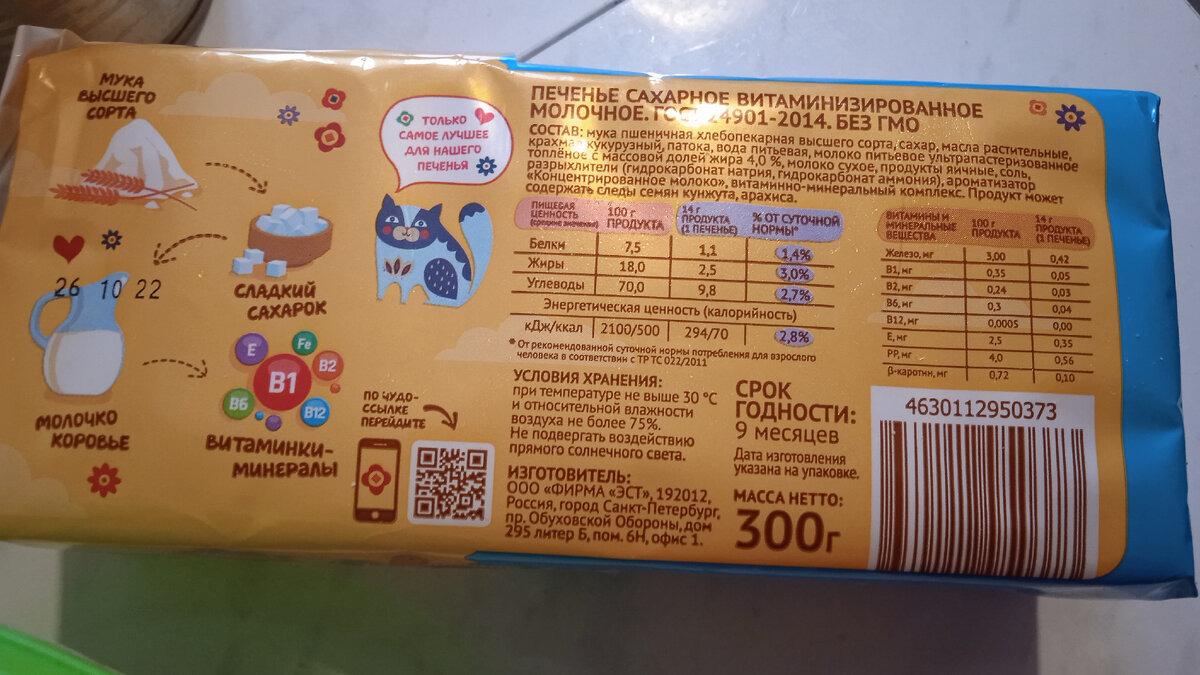 МУКА
ВЫСШЕГО
СОРТА
ТОЛЬКО
САМОЕ ЛУЧШЕЕ
ДЛЯ НАШЕГО
ПЕЧЕНЬЯ
СЛАДКИЙ
САХАРОК
26 10 22
МОЛОЧКО
КОРОВЬЕ
E
Fe
B2
B1
B6
B12
ВИТАМИНКИ-
МИНЕРАЛЫ
ПО ЧУДО-
ССЫЛКЕ
ПЕРЕЙДИТЕ
ПЕЧЕНЬЕ САХАРНОЕ ВИТАМИНИЗИРОВАННОЕ
МОЛОЧНОЕ. ГОСТ 24901-2014. БЕЗ ГМО
СОСТАВ: мука пшеничная хлебопекарная высшего сорта, сахар, масла растительные,
крахмал кукурузный, патока, вода питьевая, молоко питьевое ультрапастеризованное
топлёное с массовой долей жира 4,0 %, молоко сухое, продукты яичные, соль,
разрыхлители (гидрокарбонат натрия, гидрокарбонат аммония), ароматизатор
«Концентрированное молоко», витаминно-минеральный комплекс. Продукт может
содержать следы семян кунжута, арахиса.
ПИЩЕВАЯ
ЦЕННОСТЬ
(средние значения)
100 г
ПРОДУКТА
14 г
ПРОДУКТА
(1 ПЕЧЕНЬЕ)
% ОТ СУТОЧНОЙ
НОРМЫ*
Белки 7,5 1,1 1,4%
Жиры 18,0 2,5 3,0%
Углеводы 70,0 9,8 2,7%
Энергетическая ценность (калорийность)
кДж/ккал 2100/500 294/70 2,8%
* От рекомендованной суточной нормы потребления для взрослого
человека в соответствии с ТР ТС 022/2011
ВИТАМИНЫ И
МИНЕРАЛЬНЫЕ
ВЕЩЕСТВА
100 г
ПРОДУКТА
14 г
ПРОДУКТА
(1 ПЕЧЕНЬЕ)
Железо, мг 3,00 0,42
B1, мг 0,35 0,05
B2, мг 0,24 0,03
B6, мг 0,3 0,04
B12, мг 0,0005 0,00
E, мг 2,5 0,35
PP, мг 4,0 0,56
β-каротин, мг 0,72 0,10
УСЛОВИЯ ХРАНЕНИЯ:
при температуре не выше 30 °С
и относительной влажности
воздуха не более 75%.
Не подвергать воздействию
прямого солнечного света.
ИЗГОТОВИТЕЛЬ:
ООО «ФИРМА «ЭСТ», 192012,
Россия, город Санкт-Петербург,
пр. Обуховской Обороны, дом
295 литер Б, пом. 6Н, офис 1.
СРОК
ГОДНОСТИ:
9 месяцев
Дата изготовления
указана на упаковке.
МАССА НЕТТО:
300г
4630112950373